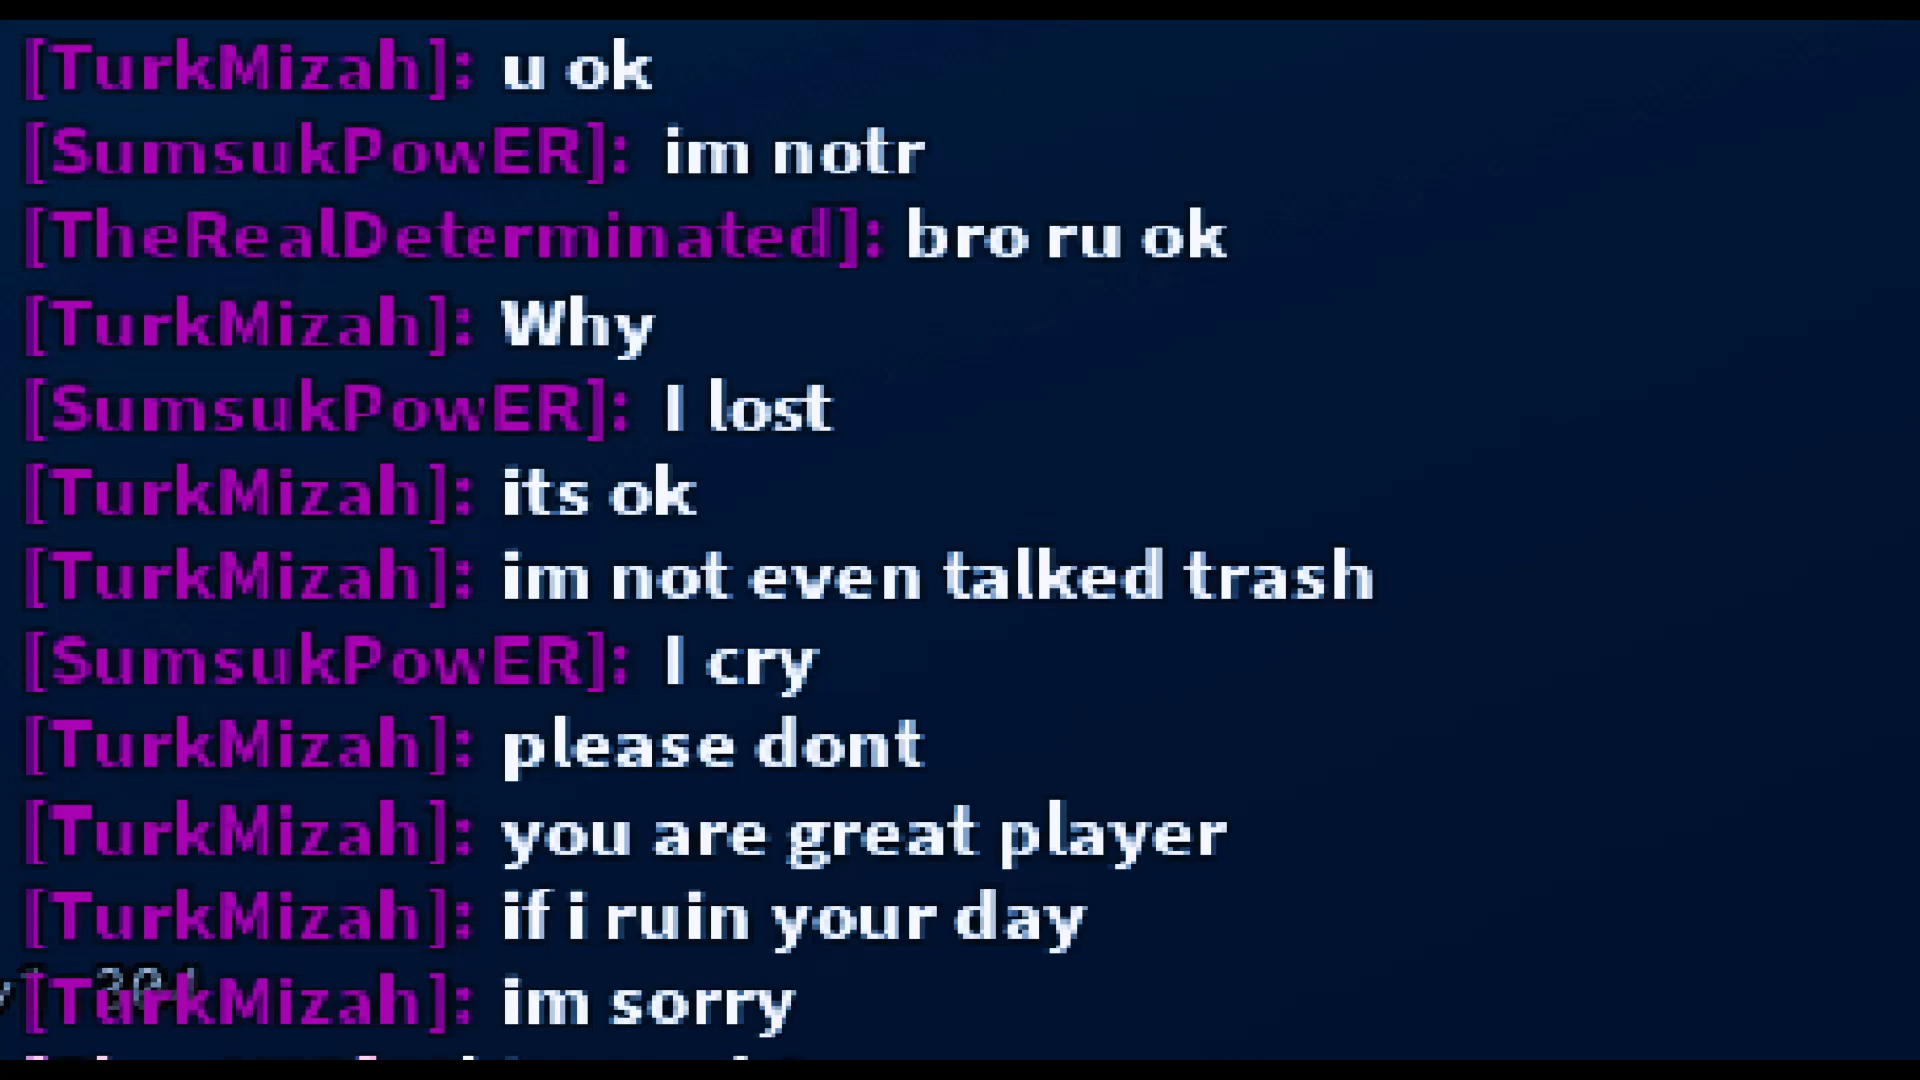 [TurkMizah]: u ok
[SumsukPowER]: im notr
[TheRealDeterminated]: bro ru ok
[TurkMizah]: Why
[SumsukPowER]: I lost
[TurkMizah]: its ok
[TurkMizah]: im not even talked trash
[SumsukPowER]: I cry
[TurkMizah]: please dont
[TurkMizah]: you are great player
[TurkMizah]: if i ruin your day
[TurkMizah]: im sorry